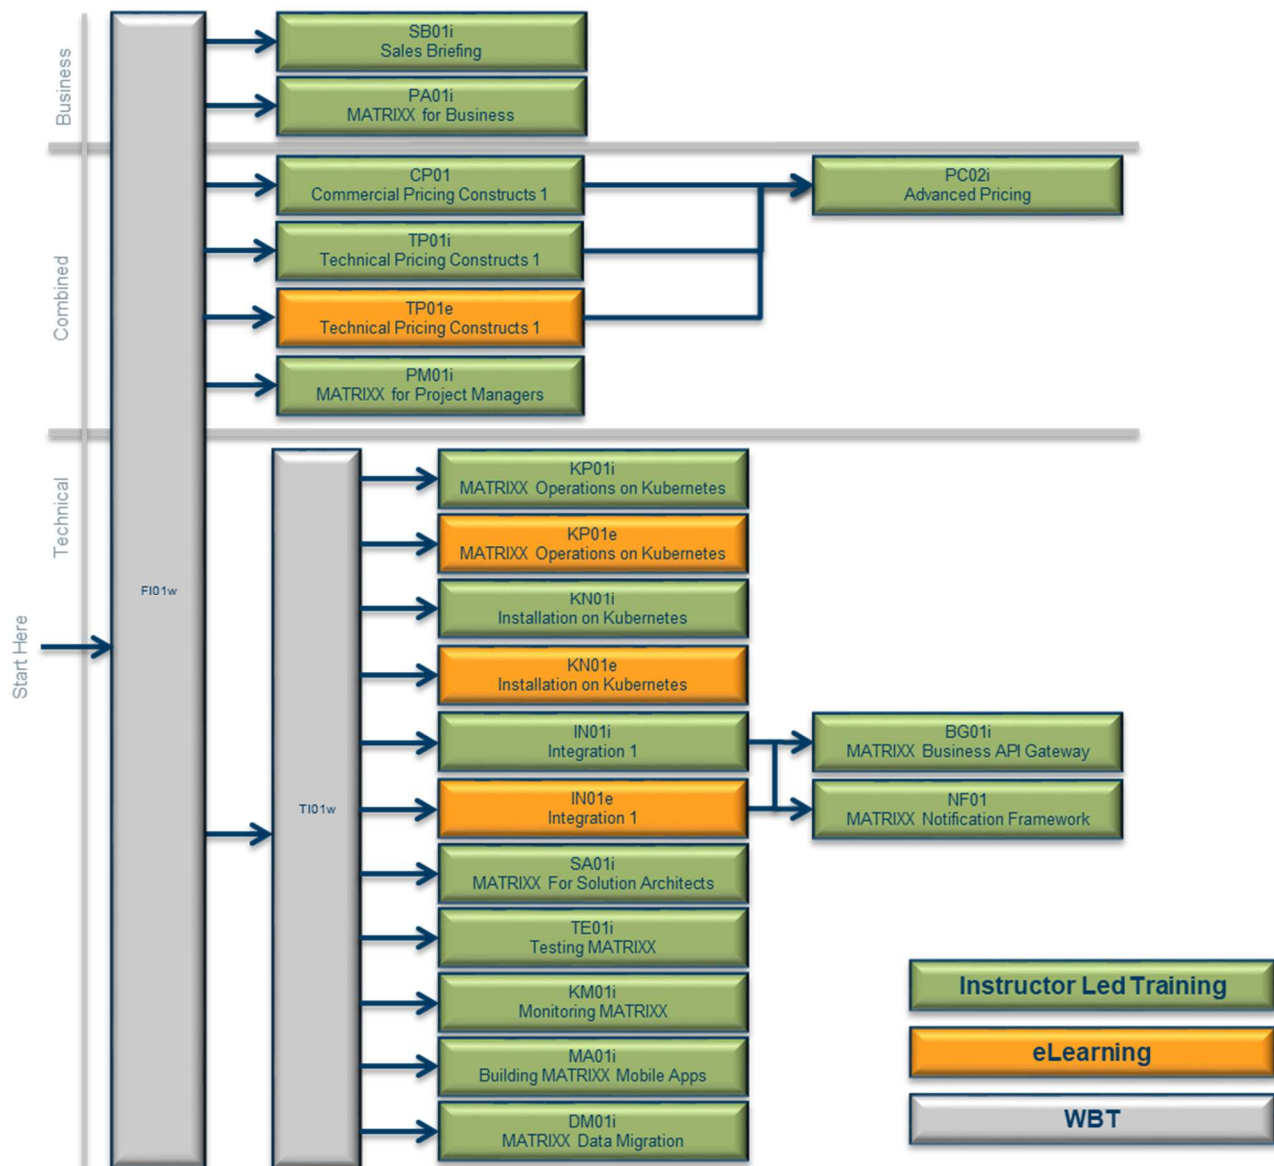 Business
SB01i
Sales Briefing
PA01i
MATRIXX for Business
Combined
CP01
Commercial Pricing Constructs 1
PC02i
Advanced Pricing
TP01i
Technical Pricing Constructs 1
TP01e
Technical Pricing Constructs 1
PM01i
MATRIXX for Project Managers
Technical
Start Here
FI01w
TI01w
KP01i
MATRIXX Operations on Kubernetes
KP01e
MATRIXX Operations on Kubernetes
KN01i
Installation on Kubernetes
KN01e
Installation on Kubernetes
IN01i
Integration 1
BG01i
MATRIXX Business API Gateway
IN01e
Integration 1
NF01
MATRIXX Notification Framework
SA01i
MATRIXX For Solution Architects
TE01i
Testing MATRIXX
KM01i
Monitoring MATRIXX
MA01i
Building MATRIXX Mobile Apps
DM01i
MATRIXX Data Migration
Instructor Led Training
eLearning
WBT